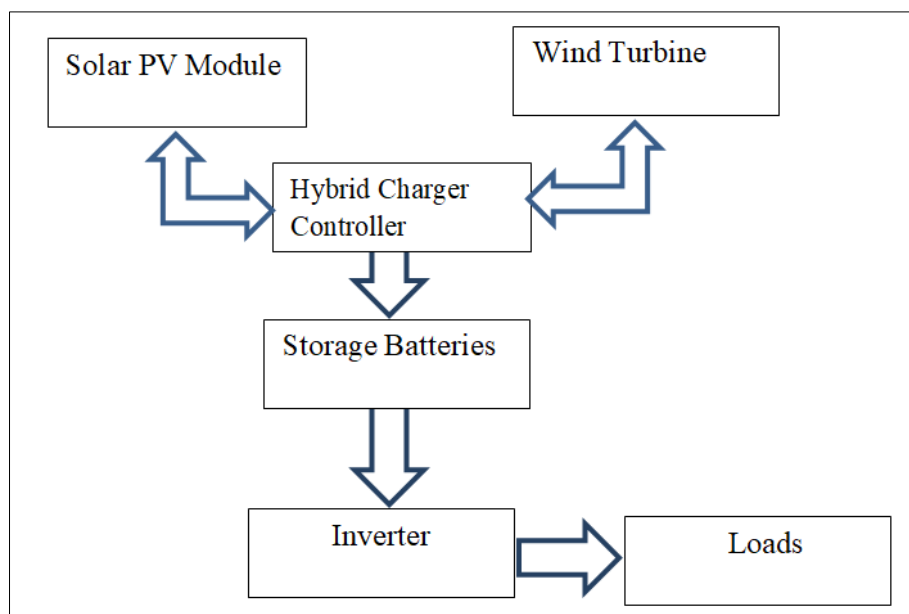 Solar PV Module
Wind Turbine
Hybrid Charger
Controller
Storage Batteries
Inverter
Loads